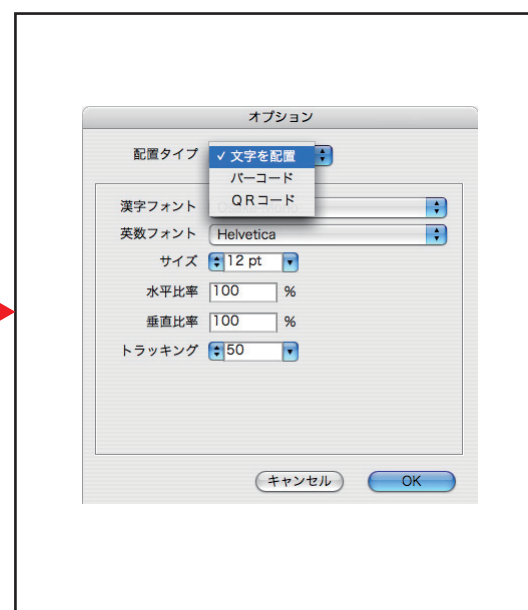 オプション
配置タイプ ✓ 文字を配置
バーコード
QRコード
漢字フォント
英数フォント Helvetica
サイズ 12 pt
水平比率 100 %
垂直比率 100 %
トラッキング 50
キャンセル OK